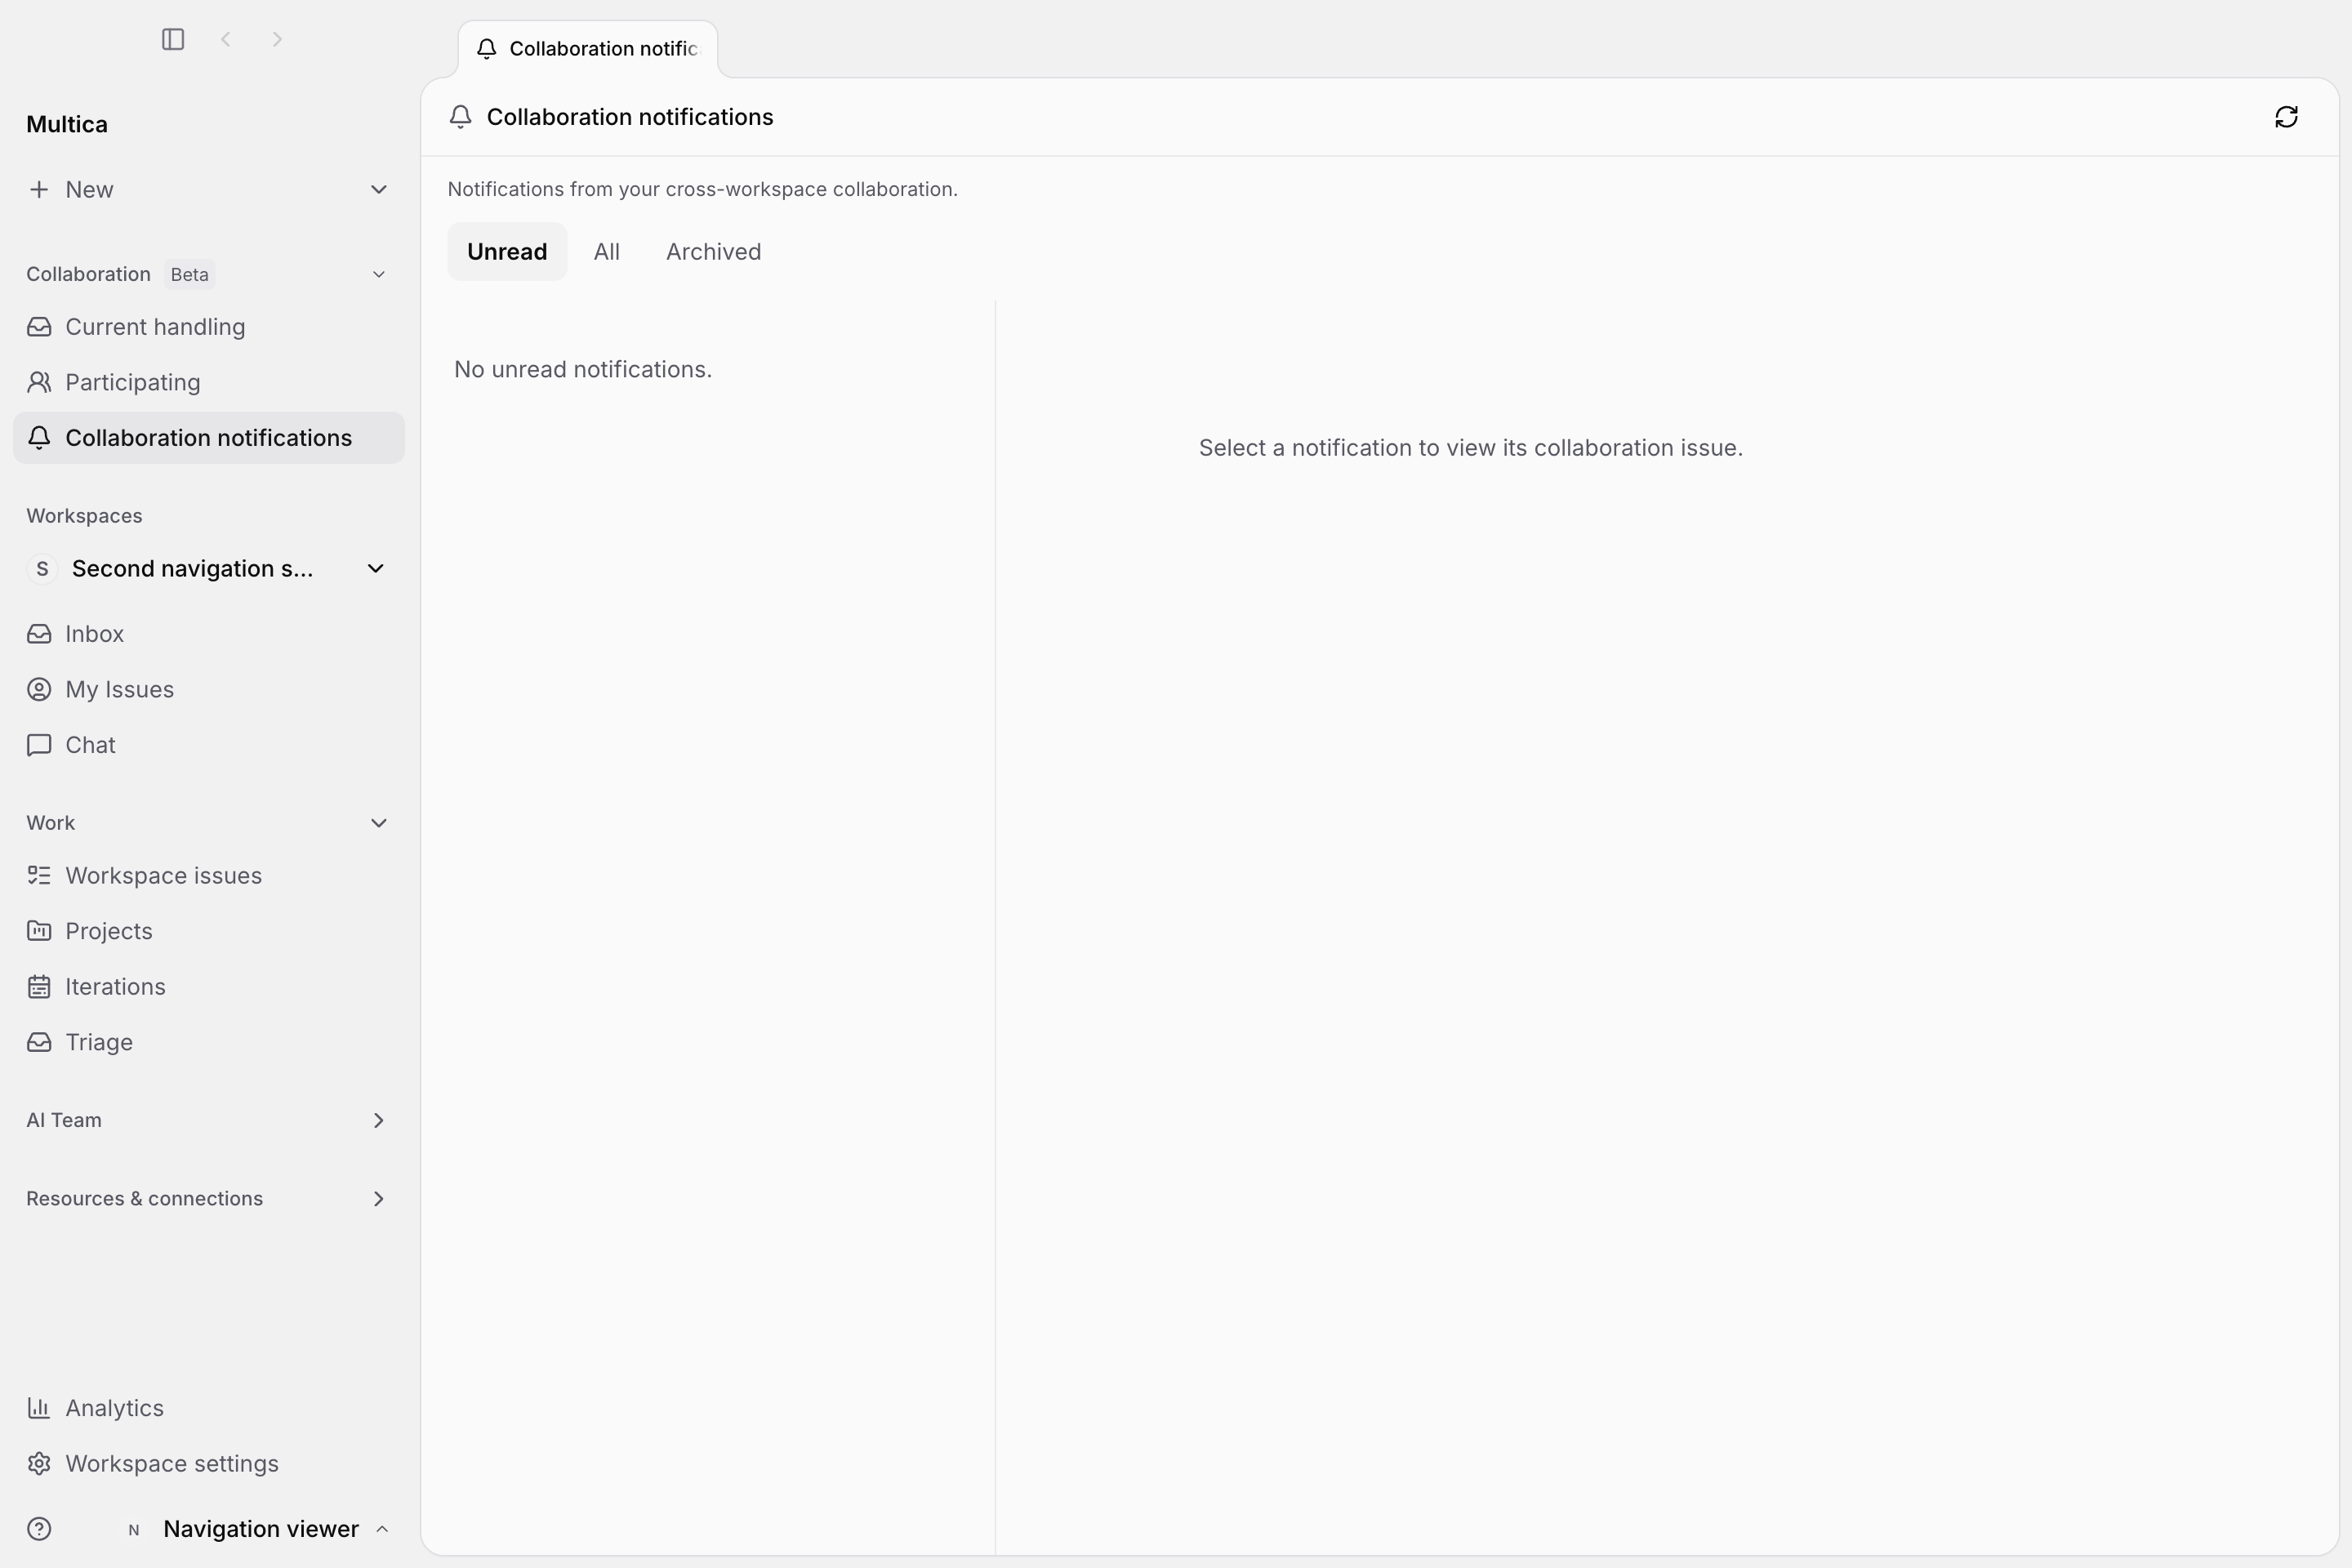 Collaboration notific
Multica
Collaboration notifications
New
Notifications from your cross-workspace collaboration.
Unread All Archived
Collaboration Beta
Current handling
Participating
Collaboration notifications
No unread notifications.
Select a notification to view its collaboration issue.
Workspaces
S Second navigation s...
Inbox
My Issues
Chat
Work
Workspace issues
Projects
Iterations
Triage
AI Team
Resources & connections
Analytics
Workspace settings
N Navigation viewer